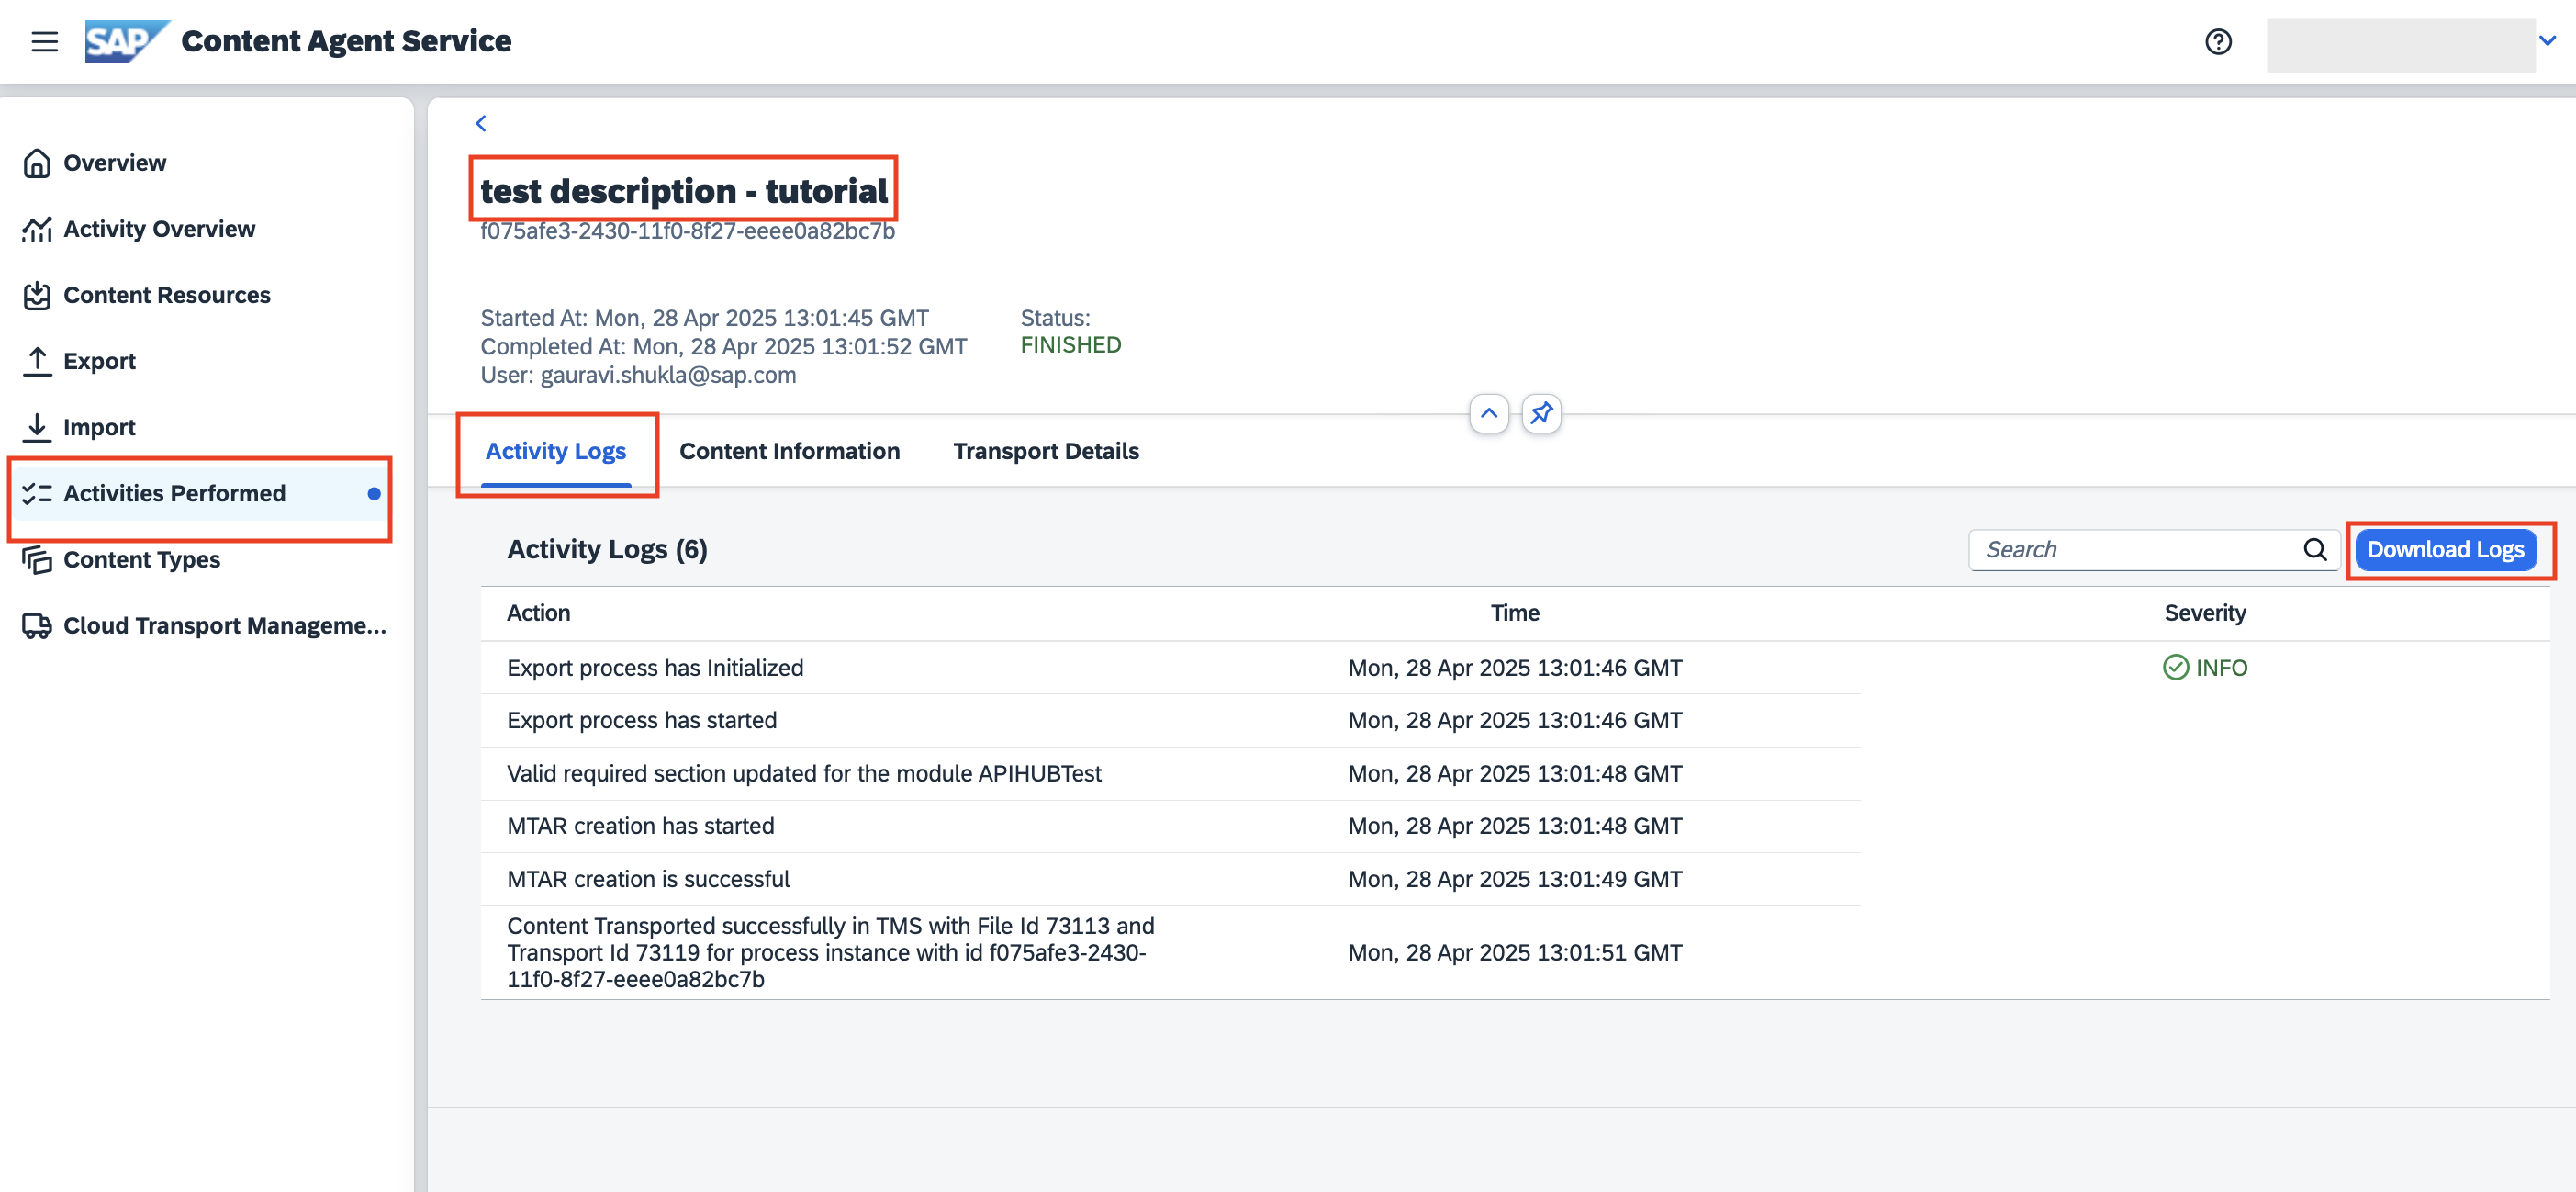 SAP Content Agent Service
Overview
Activity Overview
Content Resources
Export
Import
Activities Performed
Content Types
Cloud Transport Manageme...
test description - tutorial
f075afe3-2430-11f0-8f27-eeee0a82bc7b
Started At: Mon, 28 Apr 2025 13:01:45 GMT
Completed At: Mon, 28 Apr 2025 13:01:52 GMT
User: gauravi.shukla@sap.com
Status:
FINISHED
Activity Logs Content Information Transport Details
Activity Logs (6) Search Download Logs
Action Time Severity
Export process has Initialized Mon, 28 Apr 2025 13:01:46 GMT INFO
Export process has started Mon, 28 Apr 2025 13:01:46 GMT
Valid required section updated for the module APIHUBTest Mon, 28 Apr 2025 13:01:48 GMT
MTAR creation has started Mon, 28 Apr 2025 13:01:48 GMT
MTAR creation is successful Mon, 28 Apr 2025 13:01:49 GMT
Content Transported successfully in TMS with File Id 73113 and
Transport Id 73119 for process instance with id f075afe3-2430-
11f0-8f27-eeee0a82bc7b
Mon, 28 Apr 2025 13:01:51 GMT